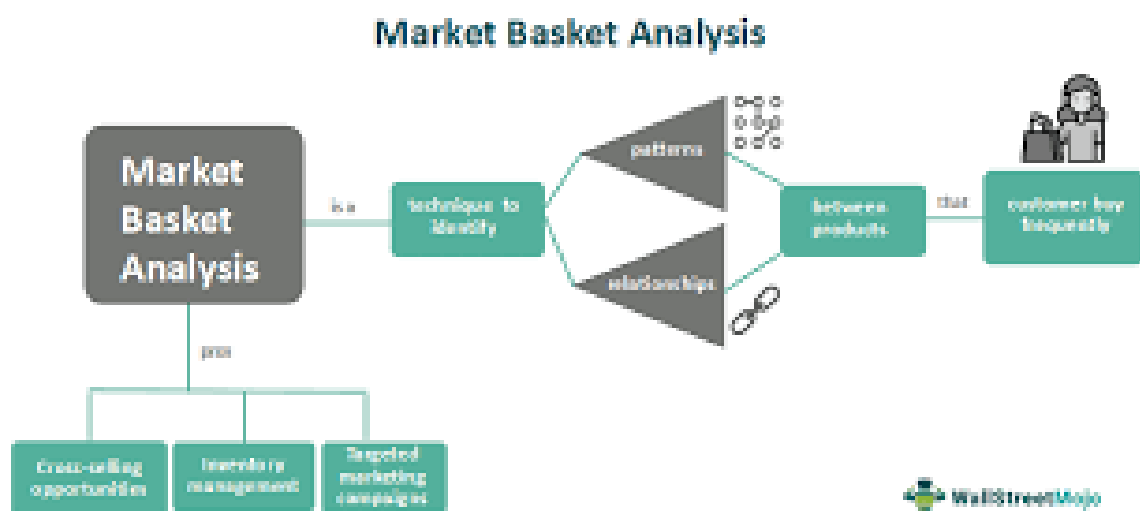 Market Basket Analysis
Market
Basket
Analysis
is a
technique to
identify
patterns
relationships
between
products
that
customer buy
frequently
pros
Cross-selling
opportunities
Inventory
management
Targeted
marketing
campaigns
WallStreetMojo